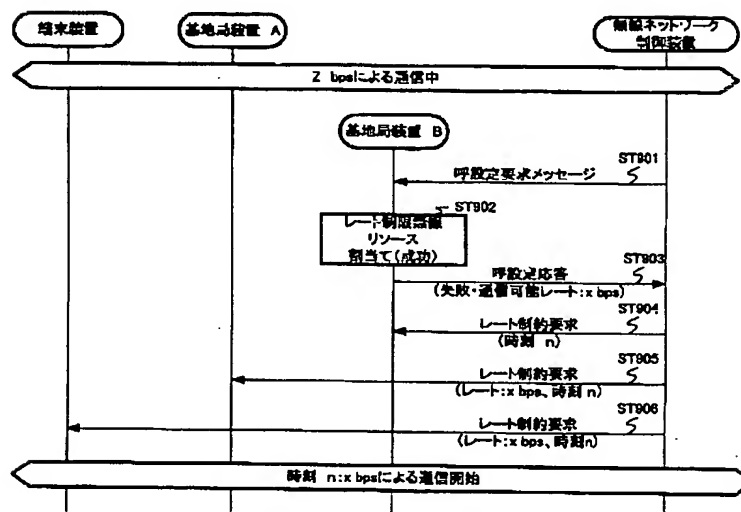 端末装置
基地局装置 A
無線ネットワーク
制御装置
Z bpsによる通信中
基地局装置 B
ST901
呼設定要求メッセージ
ST902
レート制限無線
リソース
割当て(成功)
ST903
呼設定応答
(失敗・通信可能レート:x bps)
ST904
レート制約要求
(時刻 n)
ST905
レート制約要求
(レート:x bps、時刻 n)
ST906
レート制約要求
(レート:x bps、時刻n)
時刻 n:x bpsによる通信開始